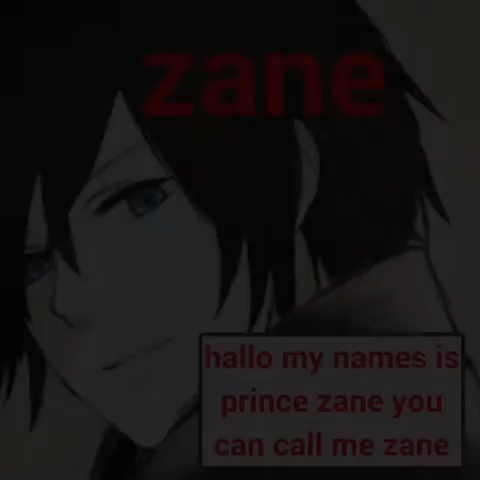 zane
hallo my names is
prince zane you
can call me zane